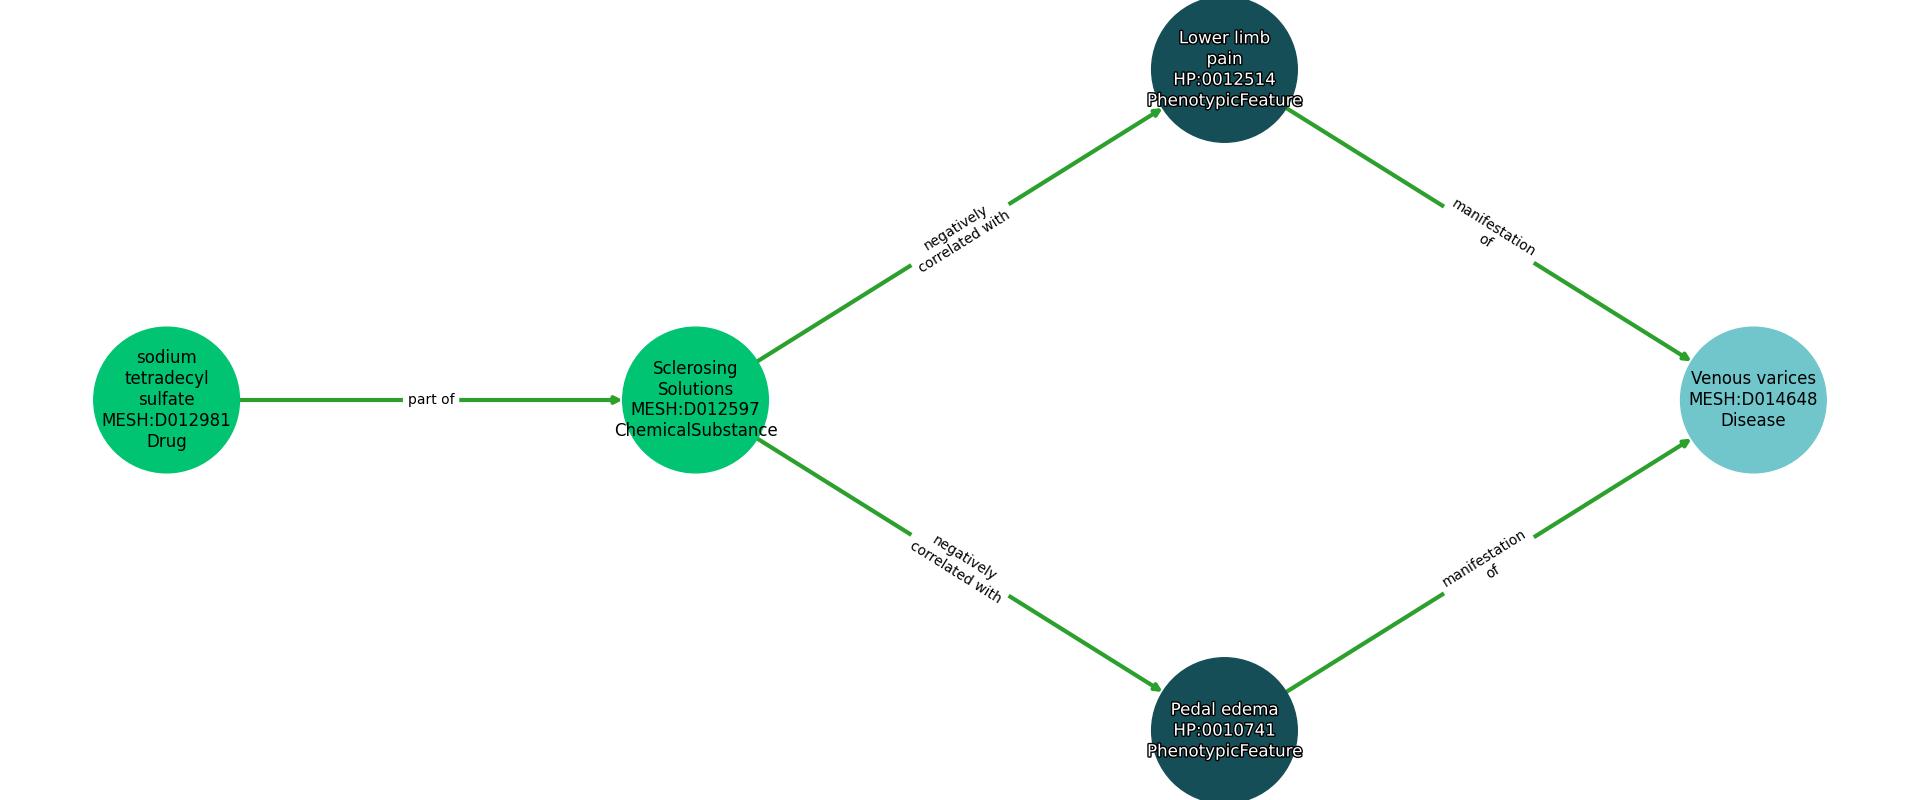 Lower limb
pain
HP:0012514
PhenotypicFeature
negatively
correlated with
manifestation
of
sodium
tetradecyl
sulfate
MESH:D012981
Drug
part of
Sclerosing
Solutions
MESH:D012597
ChemicalSubstance
Venous varices
MESH:D014648
Disease
negatively
correlated with
manifestation
of
Pedal edema
HP:0010741
PhenotypicFeature